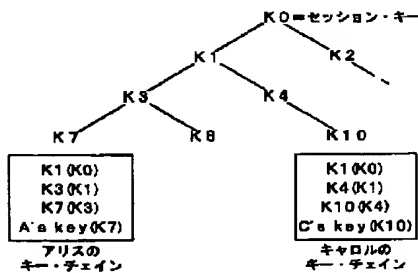 K0=セッション・キー
K1
K2
K3
K4
K7
K8
K10
K1(K0)
K3(K1)
K7(K3)
A's key(K7)
アリスの
キー・チェイン
K1(K0)
K4(K1)
K10(K4)
C's key(K10)
キャロルの
キー・チェイン